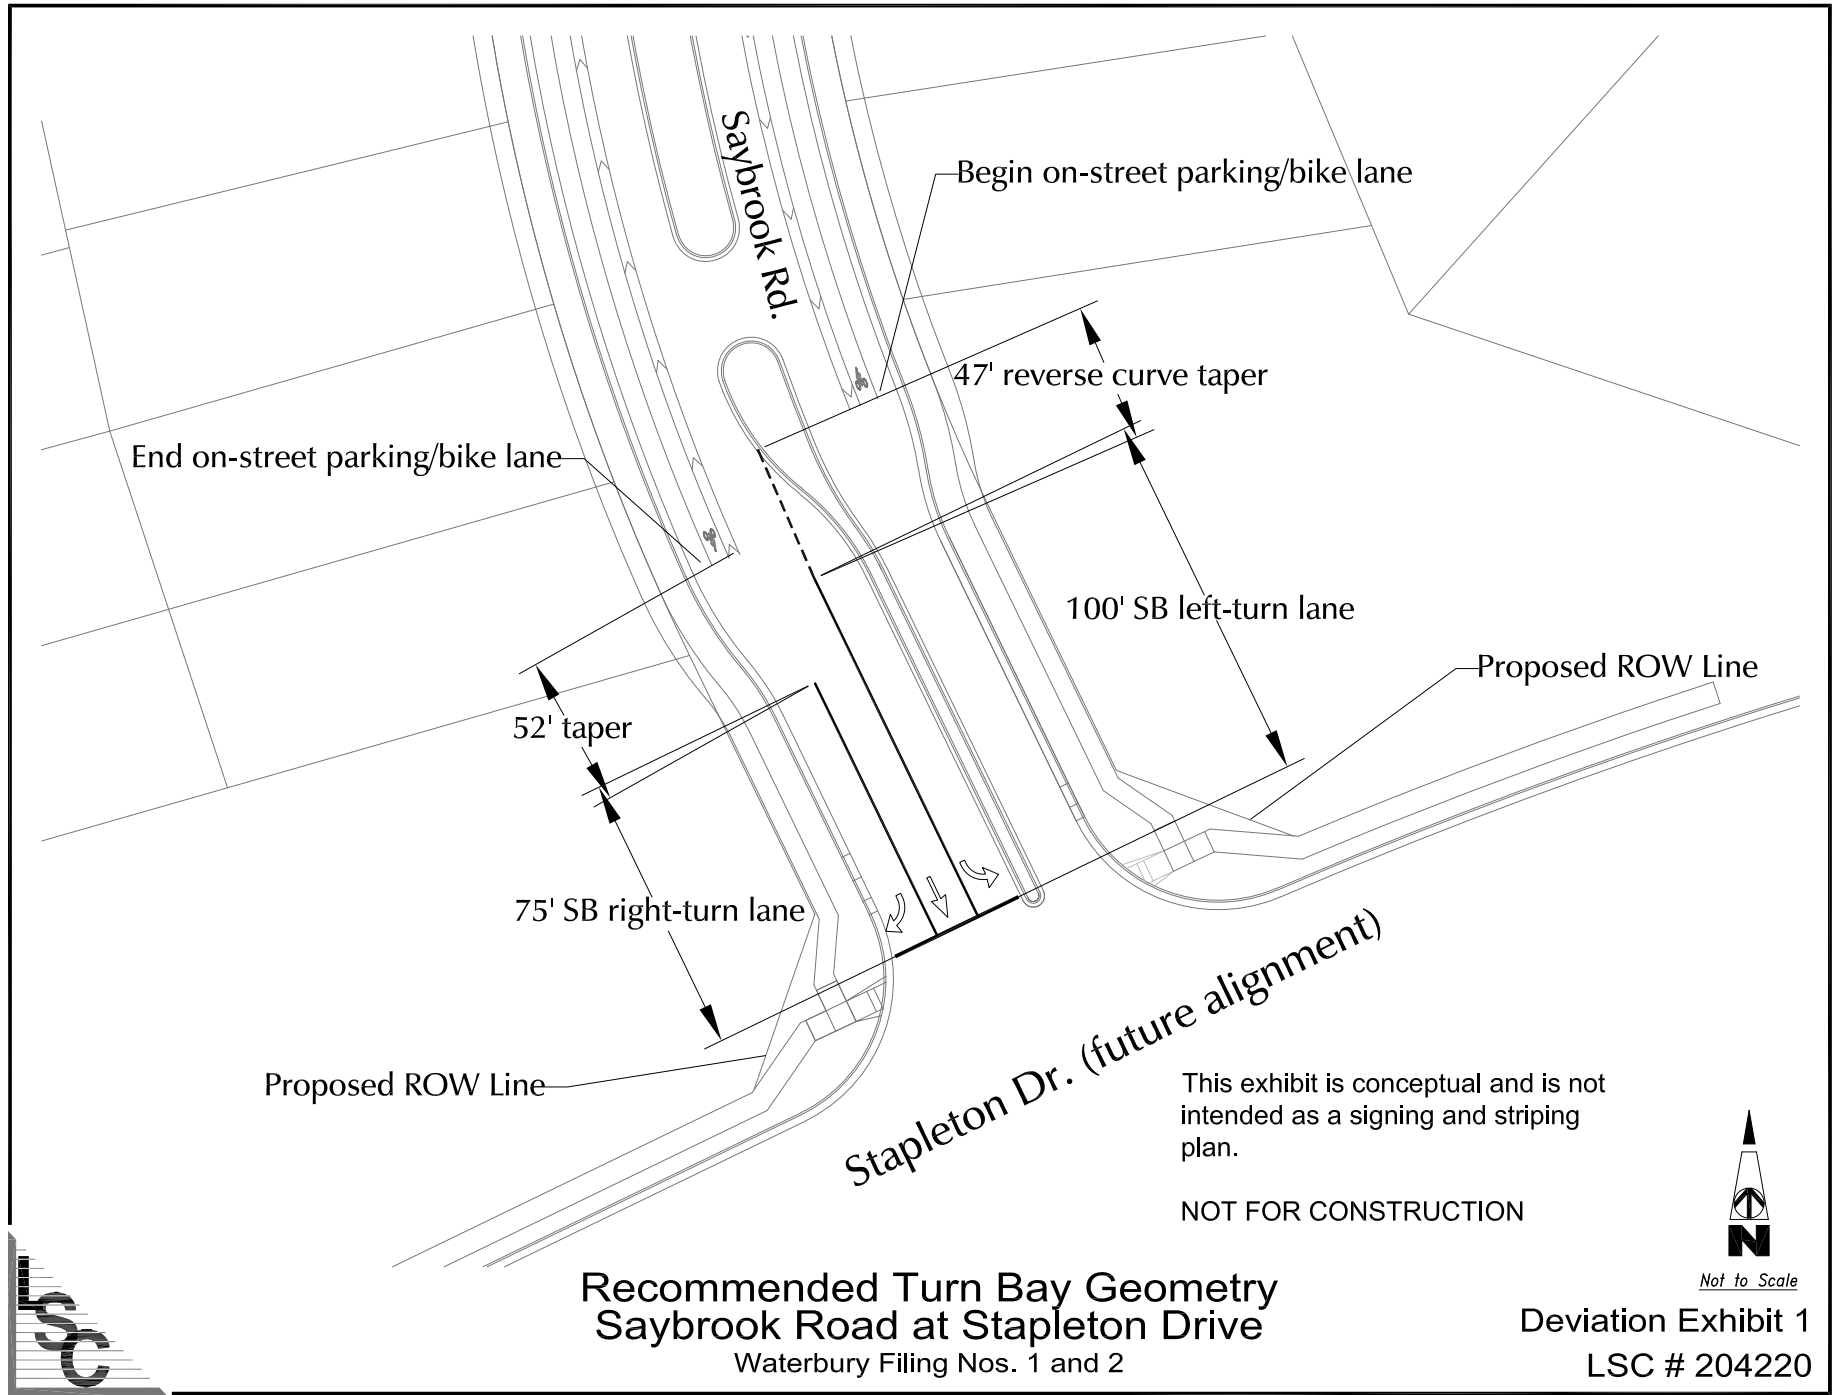 Saybrook Rd.
Begin on-street parking/bike lane
47' reverse curve taper
End on-street parking/bike lane
100' SB left-turn lane
Proposed ROW Line
52' taper
75' SB right-turn lane
Proposed ROW Line
Stapleton Dr. (future alignment)
This exhibit is conceptual and is not
intended as a signing and striping
plan.
NOT FOR CONSTRUCTION
N
Not to Scale
LSC
Recommended Turn Bay Geometry
Saybrook Road at Stapleton Drive
Waterbury Filing Nos. 1 and 2
Deviation Exhibit 1
LSC # 204220